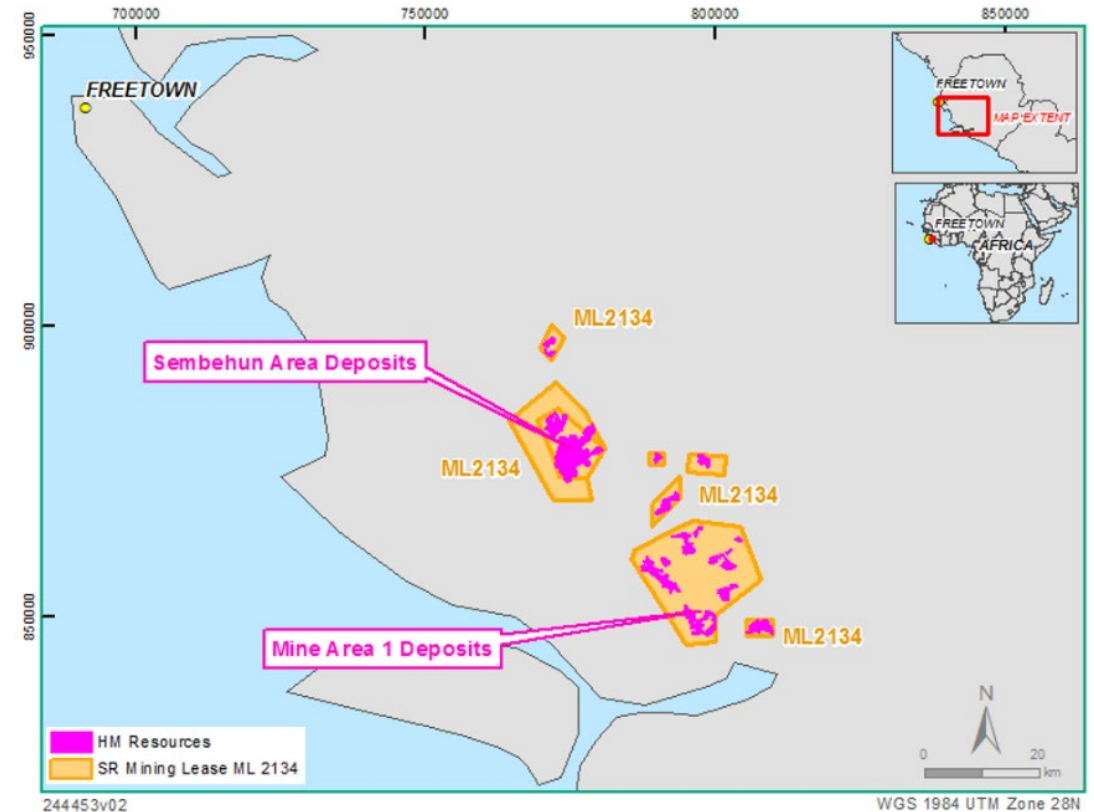 700000
750000
800000
850000
950000
900000
850000
FREETOWN
FREETOWN
MAP EXTENT
FREETOWN
AFRICA
ML2134
Sembehun Area Deposits
ML2134
ML2134
Mine Area 1 Deposits
ML2134
HM Resources
SR Mining Lease ML 2134
N
0 20
km
244453v02
WGS 1984 UTM Zone 28N